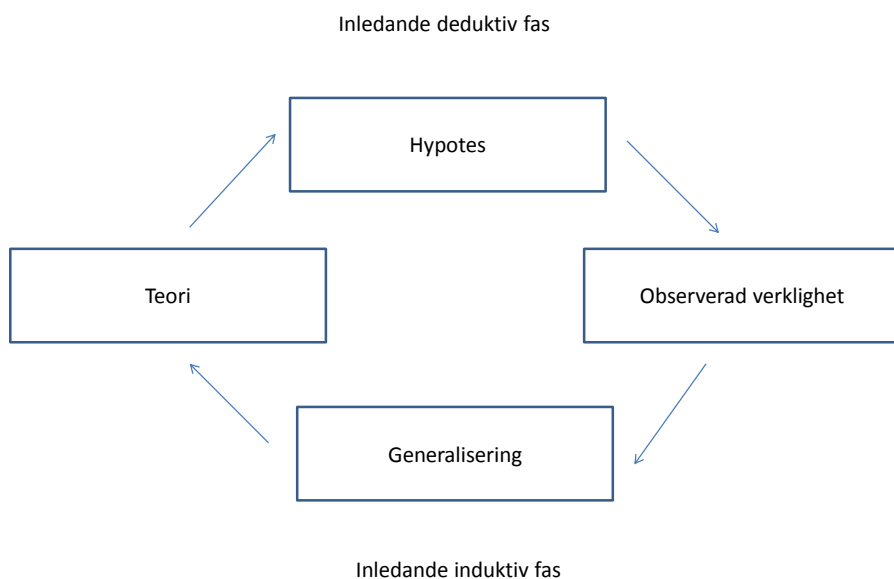 Inledande deduktiv fas
Hypotes
Teori
Observerad verklighet
Generalisering
Inledande induktiv fas